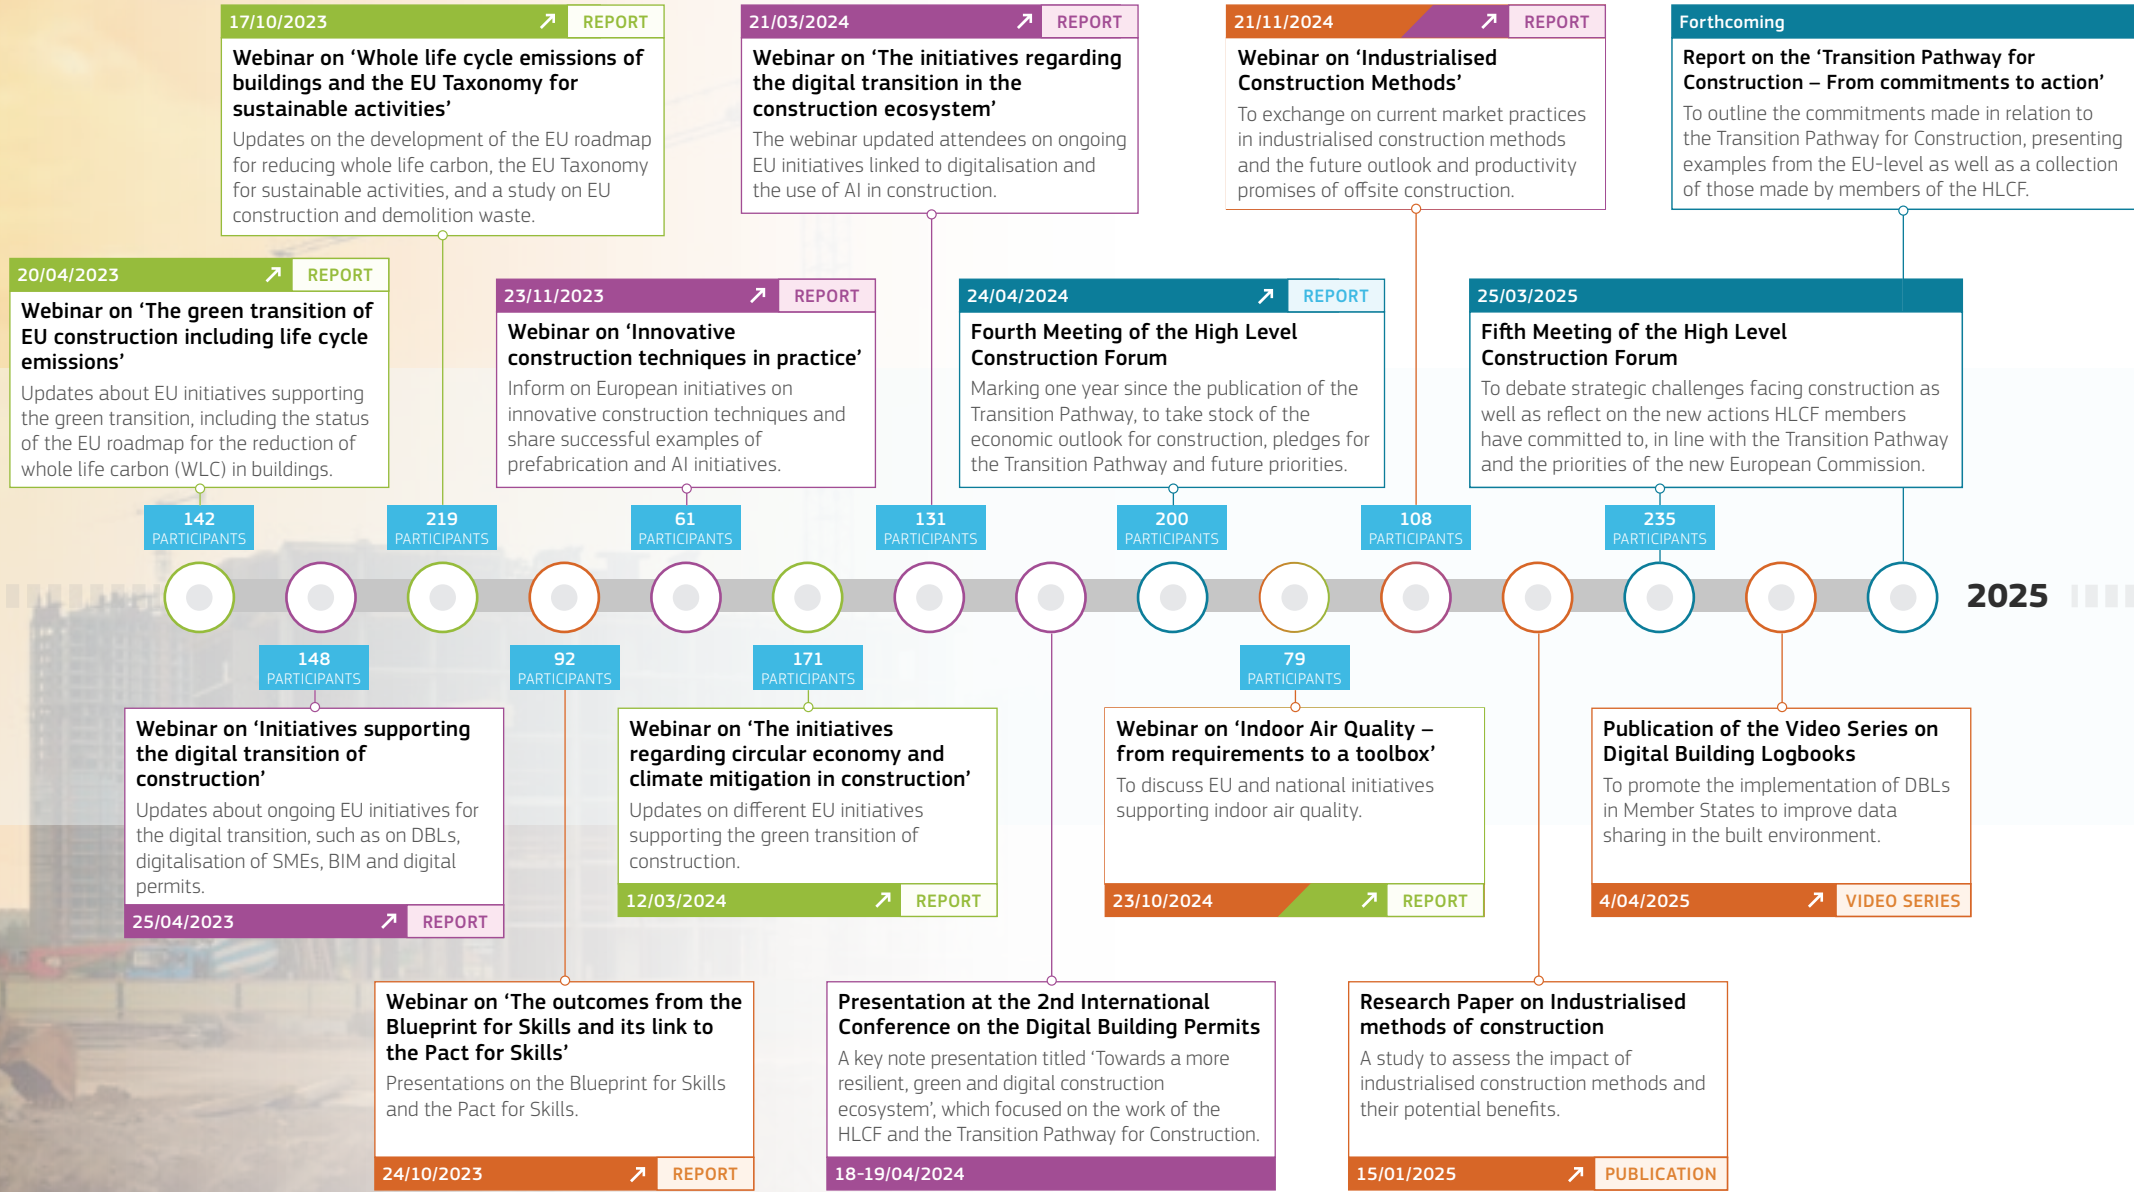 17/10/2023 REPORT
Webinar on ‘Whole life cycle emissions of
buildings and the EU Taxonomy for
sustainable activities’
Updates on the development of the EU roadmap
for reducing whole life carbon, the EU Taxonomy
for sustainable activities, and a study on EU
construction and demolition waste.
21/03/2024 REPORT
Webinar on ‘The initiatives regarding
the digital transition in the
construction ecosystem’
The webinar updated attendees on ongoing
EU initiatives linked to digitalisation and
the use of AI in construction.
21/11/2024 REPORT
Webinar on ‘Industrialised
Construction Methods’
To exchange on current market practices
in industrialised construction methods
and the future outlook and productivity
promises of offsite construction.
Forthcoming
Report on the ‘Transition Pathway for
Construction – From commitments to action’
To outline the commitments made in relation to
the Transition Pathway for Construction, presenting
examples from the EU-level as well as a collection
of those made by members of the HLCF.
20/04/2023 REPORT
Webinar on ‘The green transition of
EU construction including life cycle
emissions’
Updates about EU initiatives supporting
the green transition, including the status
of the EU roadmap for the reduction of
whole life carbon (WLC) in buildings.
23/11/2023 REPORT
Webinar on ‘Innovative
construction techniques in practice’
Inform on European initiatives on
innovative construction techniques and
share successful examples of
prefabrication and AI initiatives.
24/04/2024 REPORT
Fourth Meeting of the High Level
Construction Forum
Marking one year since the publication of the
Transition Pathway, to take stock of the
economic outlook for construction, pledges for
the Transition Pathway and future priorities.
25/03/2025
Fifth Meeting of the High Level
Construction Forum
To debate strategic challenges facing construction as
well as reflect on the new actions HLCF members
have committed to, in line with the Transition Pathway
and the priorities of the new European Commission.
142
PARTICIPANTS
219
PARTICIPANTS
61
PARTICIPANTS
131
PARTICIPANTS
200
PARTICIPANTS
108
PARTICIPANTS
235
PARTICIPANTS
2025
148
PARTICIPANTS
92
PARTICIPANTS
171
PARTICIPANTS
79
PARTICIPANTS
Webinar on ‘Initiatives supporting
the digital transition of
construction’
Updates about ongoing EU initiatives for
the digital transition, such as on DBLs,
digitalisation of SMEs, BIM and digital
permits.
25/04/2023 REPORT
Webinar on ‘The initiatives
regarding circular economy and
climate mitigation in construction’
Updates on different EU initiatives
supporting the green transition of
construction.
12/03/2024 REPORT
Webinar on ‘Indoor Air Quality –
from requirements to a toolbox’
To discuss EU and national initiatives
supporting indoor air quality.
23/10/2024 REPORT
Publication of the Video Series on
Digital Building Logbooks
To promote the implementation of DBLs
in Member States to improve data
sharing in the built environment.
4/04/2025 VIDEO SERIES
Webinar on ‘The outcomes from the
Blueprint for Skills and its link to
the Pact for Skills’
Presentations on the Blueprint for Skills
and the Pact for Skills.
24/10/2023 REPORT
Presentation at the 2nd International
Conference on the Digital Building Permits
A key note presentation titled ‘Towards a more
resilient, green and digital construction
ecosystem’, which focused on the work of the
HLCF and the Transition Pathway for Construction.
18-19/04/2024
Research Paper on Industrialised
methods of construction
A study to assess the impact of
industrialised construction methods and
their potential benefits.
15/01/2025 PUBLICATION